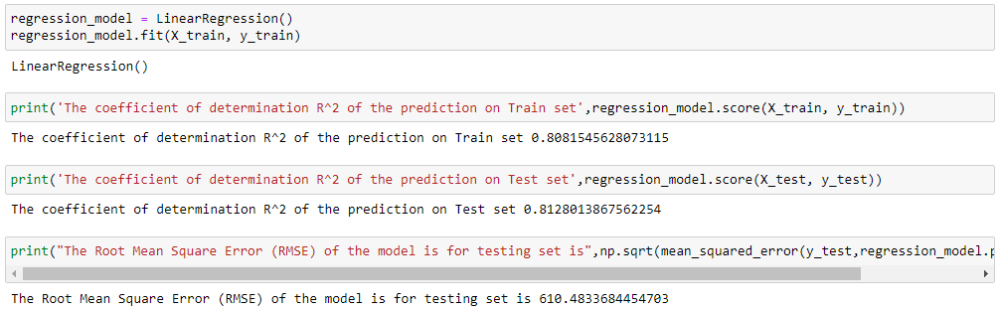 regression_model = LinearRegression()
regression_model.fit(X_train, y_train)
LinearRegression()
print('The coefficient of determination R^2 of the prediction on Train set',regression_model.score(X_train, y_train))
The coefficient of determination R^2 of the prediction on Train set 0.8081545628073115
print('The coefficient of determination R^2 of the prediction on Test set',regression_model.score(X_test, y_test))
The coefficient of determination R^2 of the prediction on Test set 0.8128013867562254
print("The Root Mean Square Error (RMSE) of the model is for testing set is",np.sqrt(mean_squared_error(y_test,regression_model.p
The Root Mean Square Error (RMSE) of the model is for testing set is 610.4833684454703